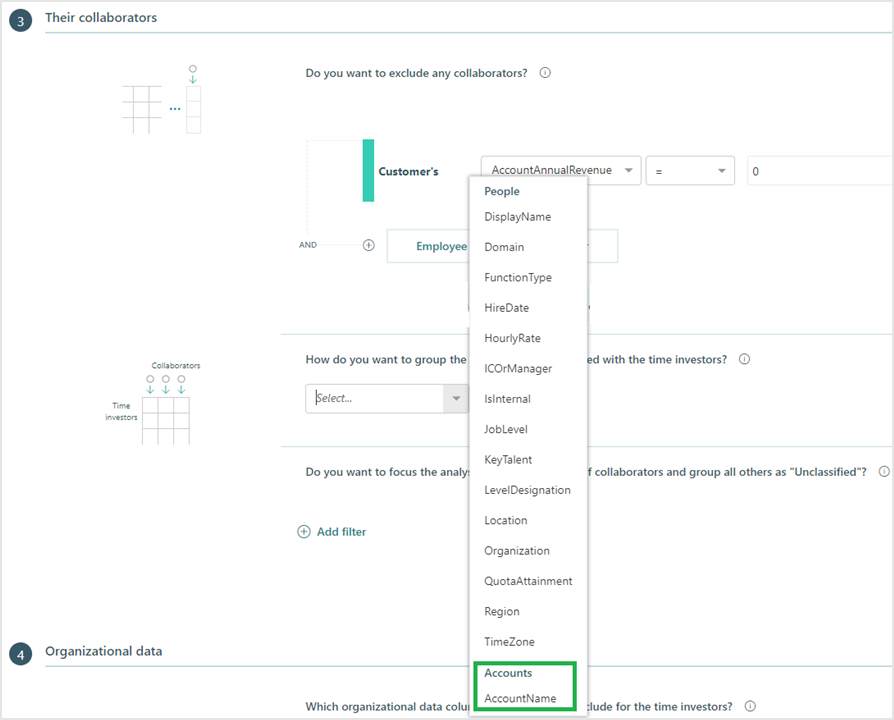 3
Their collaborators
Do you want to exclude any collaborators?
Customer's
AccountAnnualRevenue
=
0
People
DisplayName
AND
Employee
Domain
FunctionType
HireDate
HourlyRate
How do you want to group the
ed with the time investors?
Collaborators
Time
investors
ICOrManager
Select...
IsInternal
JobLevel
KeyTalent
Do you want to focus the analys
f collaborators and group all others as "Unclassified"?
LevelDesignation
Location
Add filter
Organization
QuotaAttainment
Region
TimeZone
4
Organizational data
Accounts
AccountName
Which organizational data colu
clude for the time investors?